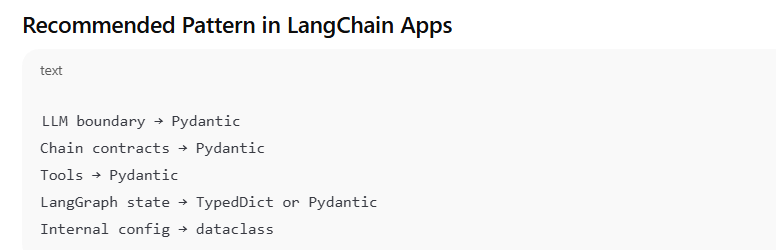 Recommended Pattern in LangChain Apps
text
LLM boundary → Pydantic
Chain contracts → Pydantic
Tools → Pydantic
LangGraph state → TypedDict or Pydantic
Internal config → dataclass